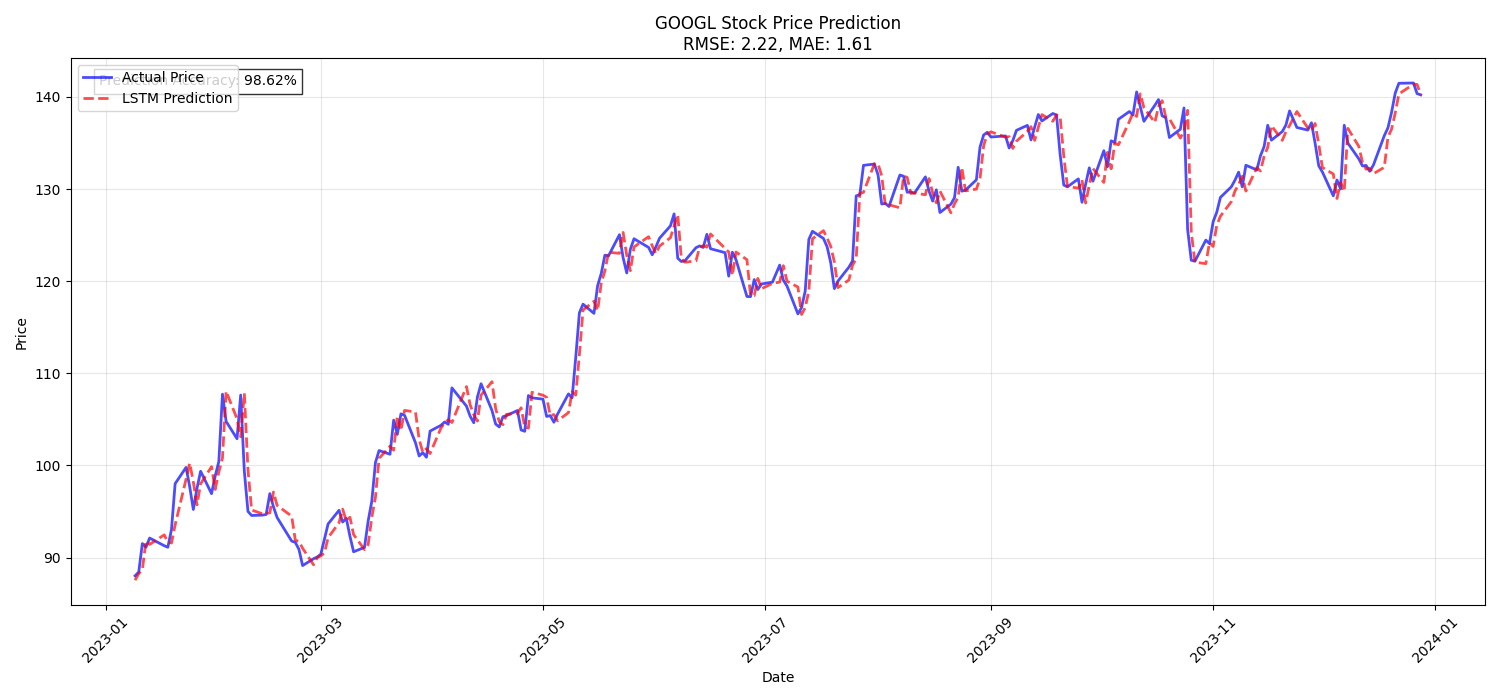 GOOGL Stock Price Prediction
RMSE: 2.22, MAE: 1.61
Prediction Accuracy: 98.62%
Actual Price
LSTM Prediction
140
130
120
110
100
90
Price
2023-01
2023-03
2023-05
2023-07
2023-09
2023-11
2024-01
Date